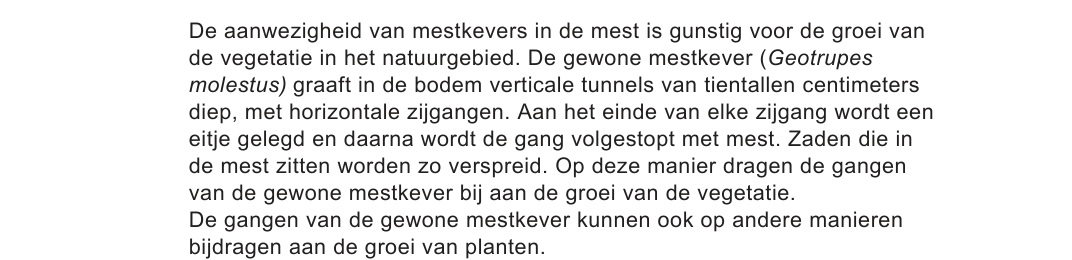 De aanwezigheid van mestkevers in de mest is gunstig voor de groei van
de vegetatie in het natuurgebied. De gewone mestkever (Geotrupes
molestus) graaft in de bodem verticale tunnels van tientallen centimeters
diep, met horizontale zijgangen. Aan het einde van elke zijgang wordt een
eitje gelegd en daarna wordt de gang volgestopt met mest. Zaden die in
de mest zitten worden zo verspreid. Op deze manier dragen de gangen
van de gewone mestkever bij aan de groei van de vegetatie.
De gangen van de gewone mestkever kunnen ook op andere manieren
bijdragen aan de groei van planten.